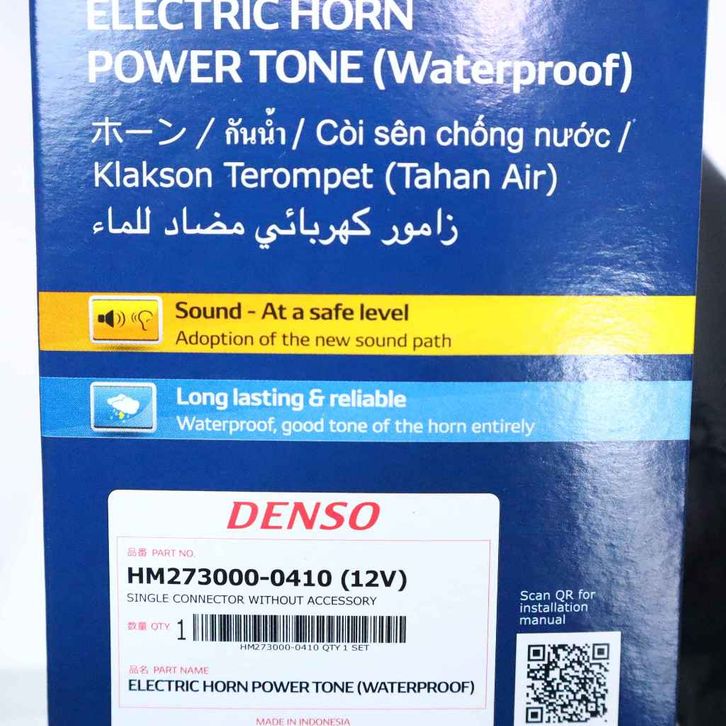 ELECTRIC HORN
POWER TONE (Waterproof)
ホーン / กันน้ำ / Còi sên chống nước /
Klakson Terompet (Tahan Air)
زامور كهربائي مضاد للماء
Sound - At a safe level
Adoption of the new sound path
Long lasting & reliable
Waterproof, good tone of the horn entirely
DENSO
品番 PART NO.
HM273000-0410 (12V)
SINGLE CONNECTOR WITHOUT ACCESSORY
数量 QTY 1
HM273000-0410 QTY 1 SET
品名 PART NAME
ELECTRIC HORN POWER TONE (WATERPROOF)
MADE IN INDONESIA
Scan QR for
installation
manual